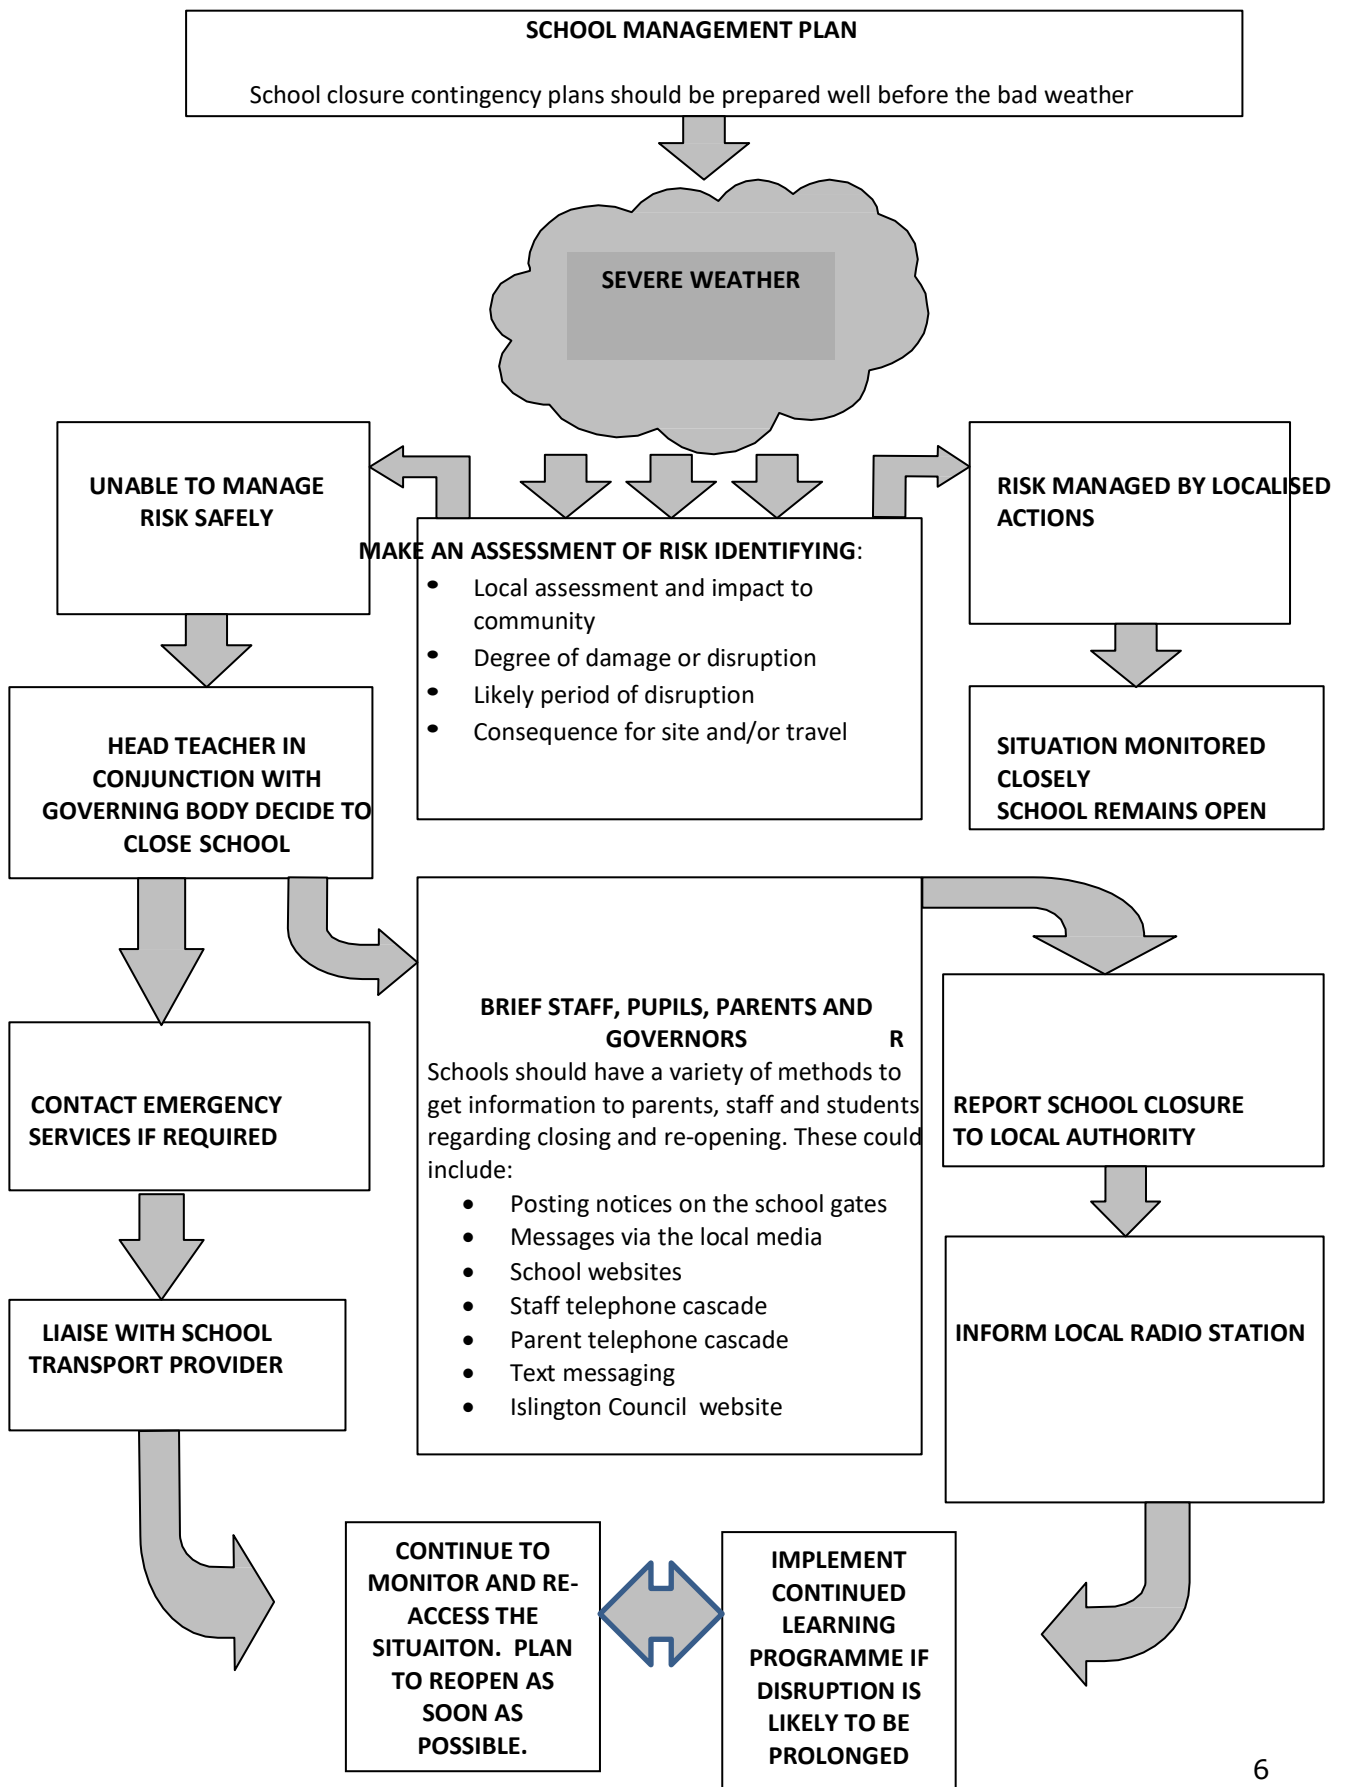 SCHOOL MANAGEMENT PLAN
School closure contingency plans should be prepared well before the bad weather
SEVERE WEATHER
UNABLE TO MANAGE
RISK SAFELY
RISK MANAGED BY LOCALISED
ACTIONS
MAKE AN ASSESSMENT OF RISK IDENTIFYING:
• Local assessment and impact to
community
• Degree of damage or disruption
• Likely period of disruption
• Consequence for site and/or travel
HEAD TEACHER IN
CONJUNCTION WITH
GOVERNING BODY DECIDE TO
CLOSE SCHOOL
SITUATION MONITORED
CLOSELY
SCHOOL REMAINS OPEN
BRIEF STAFF, PUPILS, PARENTS AND
GOVERNORS R
Schools should have a variety of methods to
get information to parents, staff and students
regarding closing and re-opening. These could
include:
• Posting notices on the school gates
• Messages via the local media
• School websites
• Staff telephone cascade
• Parent telephone cascade
• Text messaging
• Islington Council website
CONTACT EMERGENCY
SERVICES IF REQUIRED
REPORT SCHOOL CLOSURE
TO LOCAL AUTHORITY
LIAISE WITH SCHOOL
TRANSPORT PROVIDER
INFORM LOCAL RADIO STATION
CONTINUE TO
MONITOR AND RE-
ACCESS THE
SITUAITON. PLAN
TO REOPEN AS
SOON AS
POSSIBLE.
IMPLEMENT
CONTINUED
LEARNING
PROGRAMME IF
DISRUPTION IS
LIKELY TO BE
PROLONGED
6